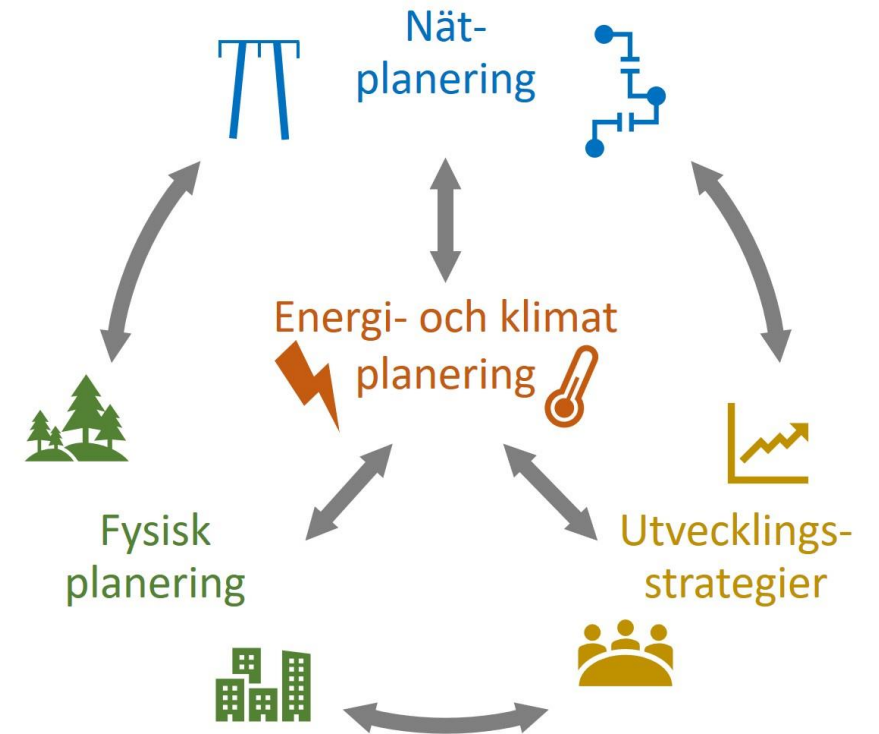 Nät-
planering
Energi- och klimat
planering
Fysisk
planering
Utvecklings-
strategier